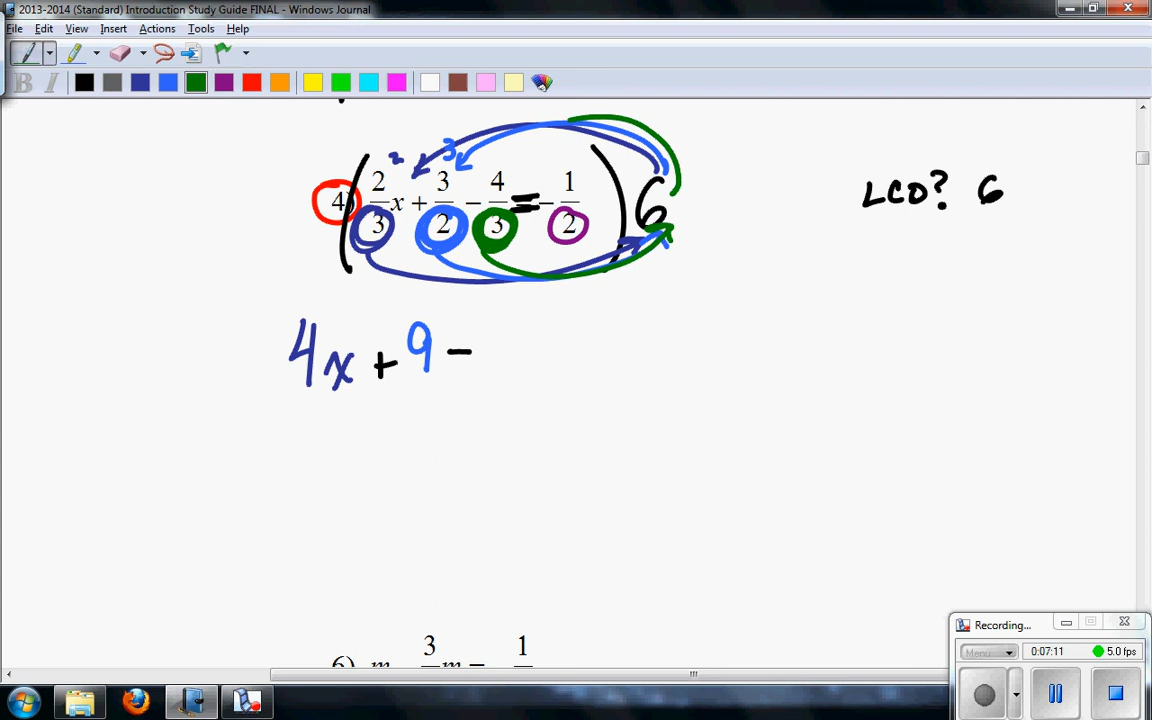 2013-2014 (Standard) Introduction Study Guide FINAL - Windows Journal
File Edit View Insert Actions Tools Help
B I
2 3
4) ( 2/3 x + 3/2 - 4/3 = - 1/2 ) 6
LCD? 6
4x + 9 -
6) m 3/ m = 1/
Recording...
Menu 0:07:11 5.0 fps